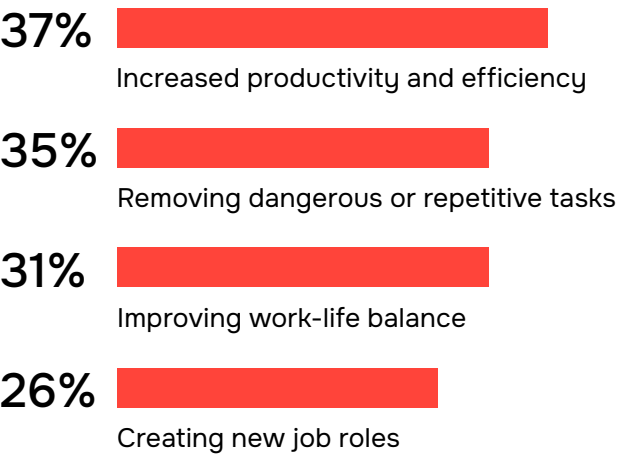 37%
Increased productivity and efficiency
35%
Removing dangerous or repetitive tasks
31%
Improving work-life balance
26%
Creating new job roles